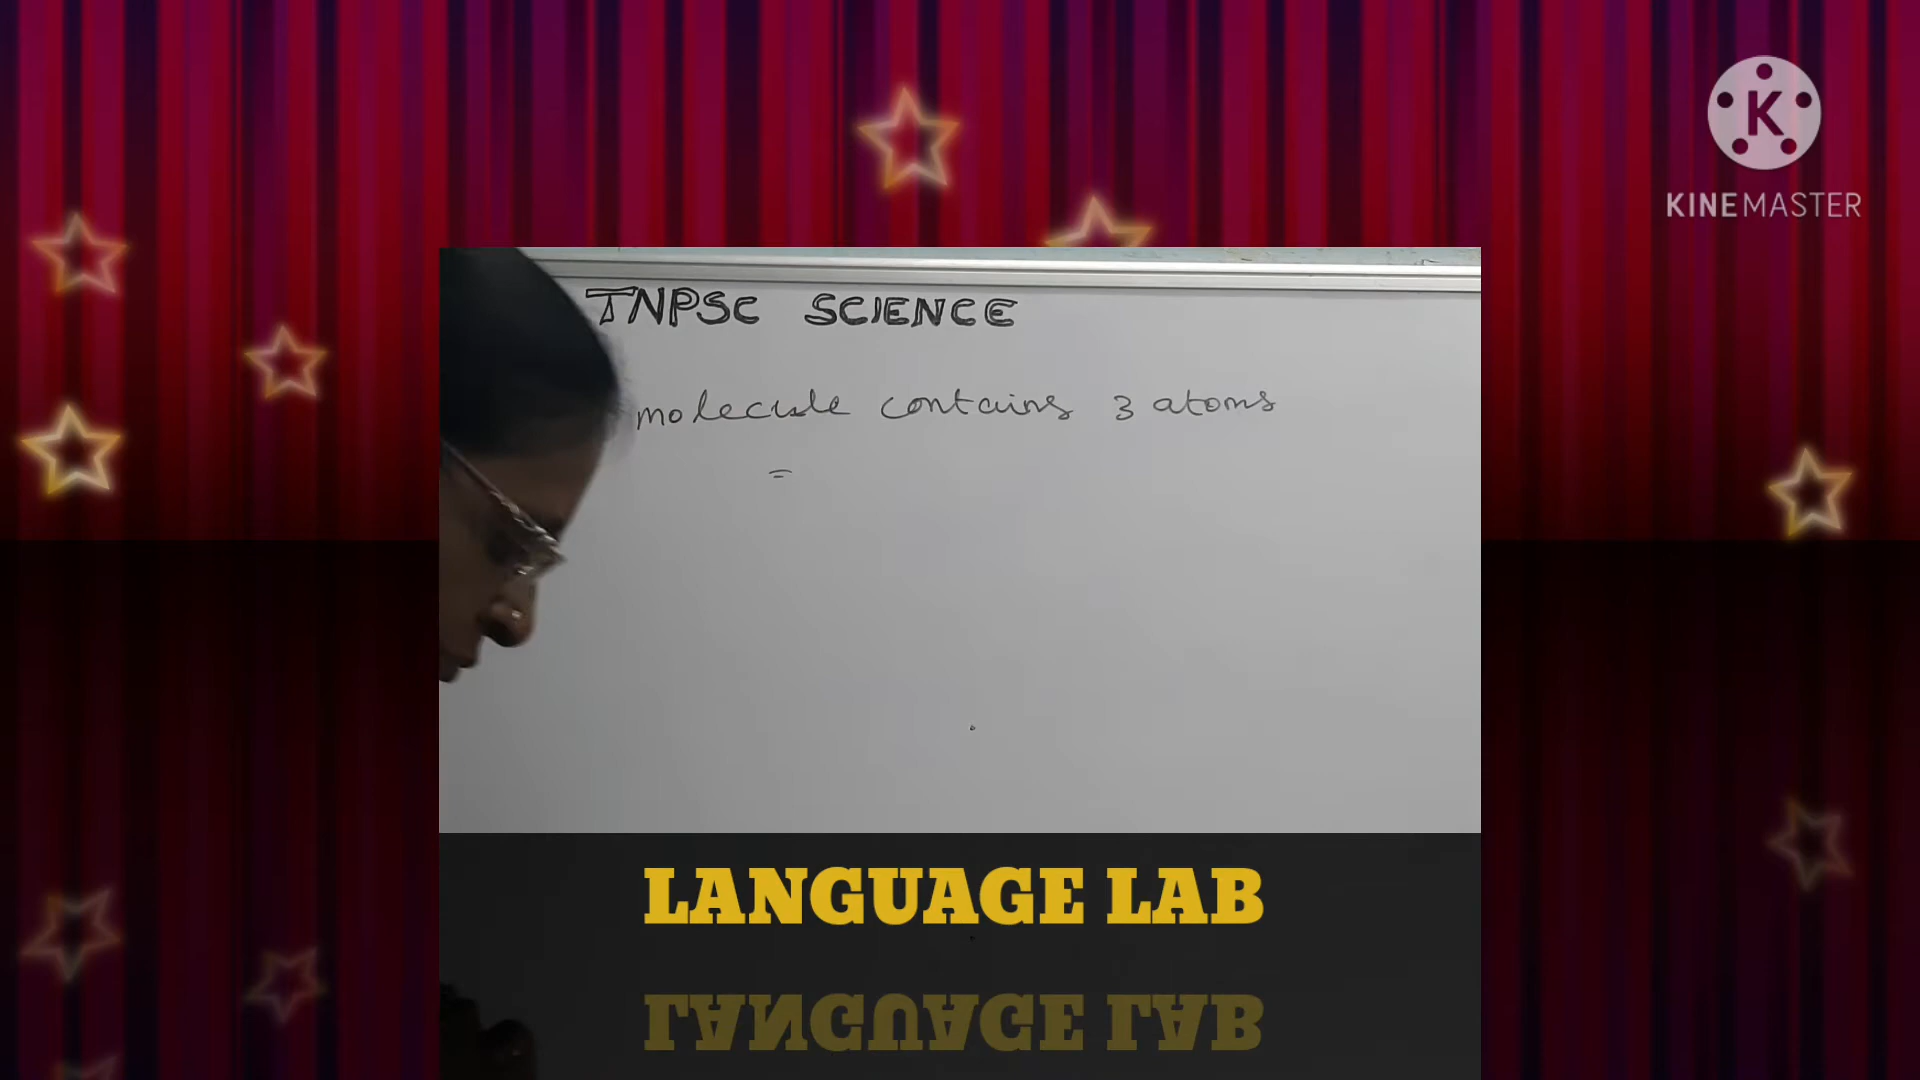 K
KINEMASTER
TNPSC SCIENCE
molecule contains 3 atoms
=
LANGUAGE LAB
LANGUAGE LAB